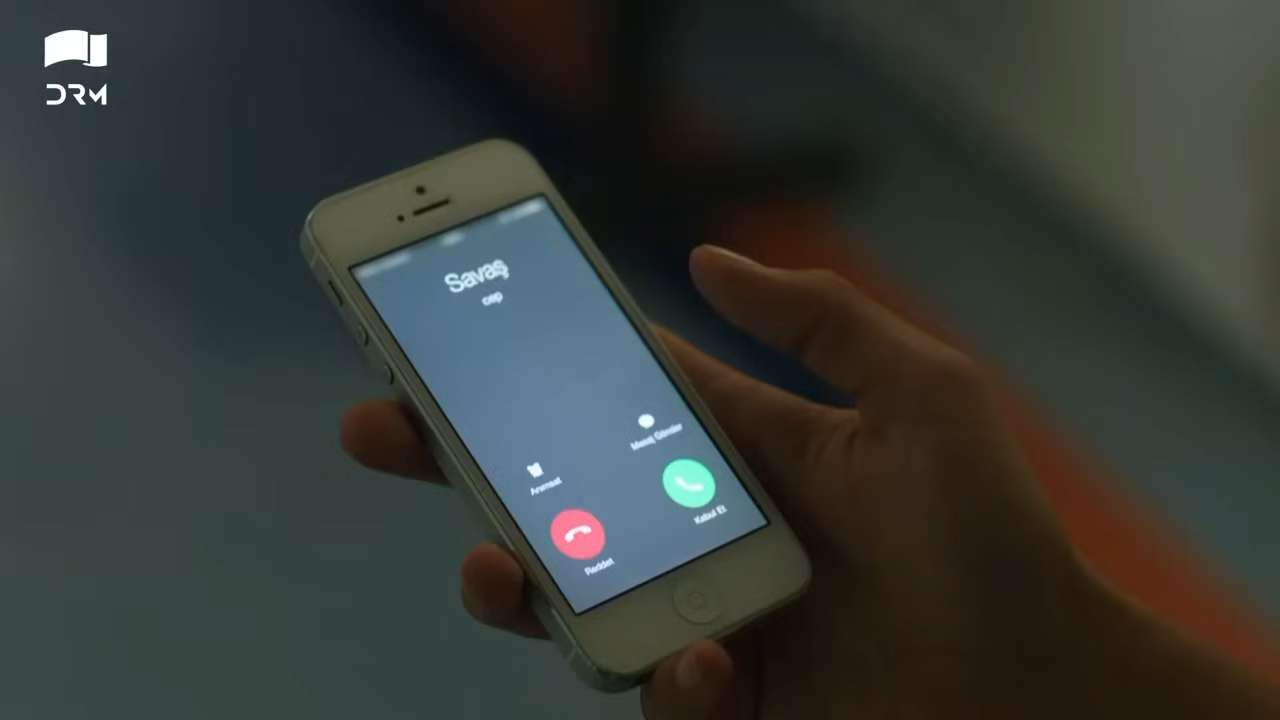 DRM
Savaş
cep
Mesaj Gönder
Anımsat
Kabul Et
Reddet